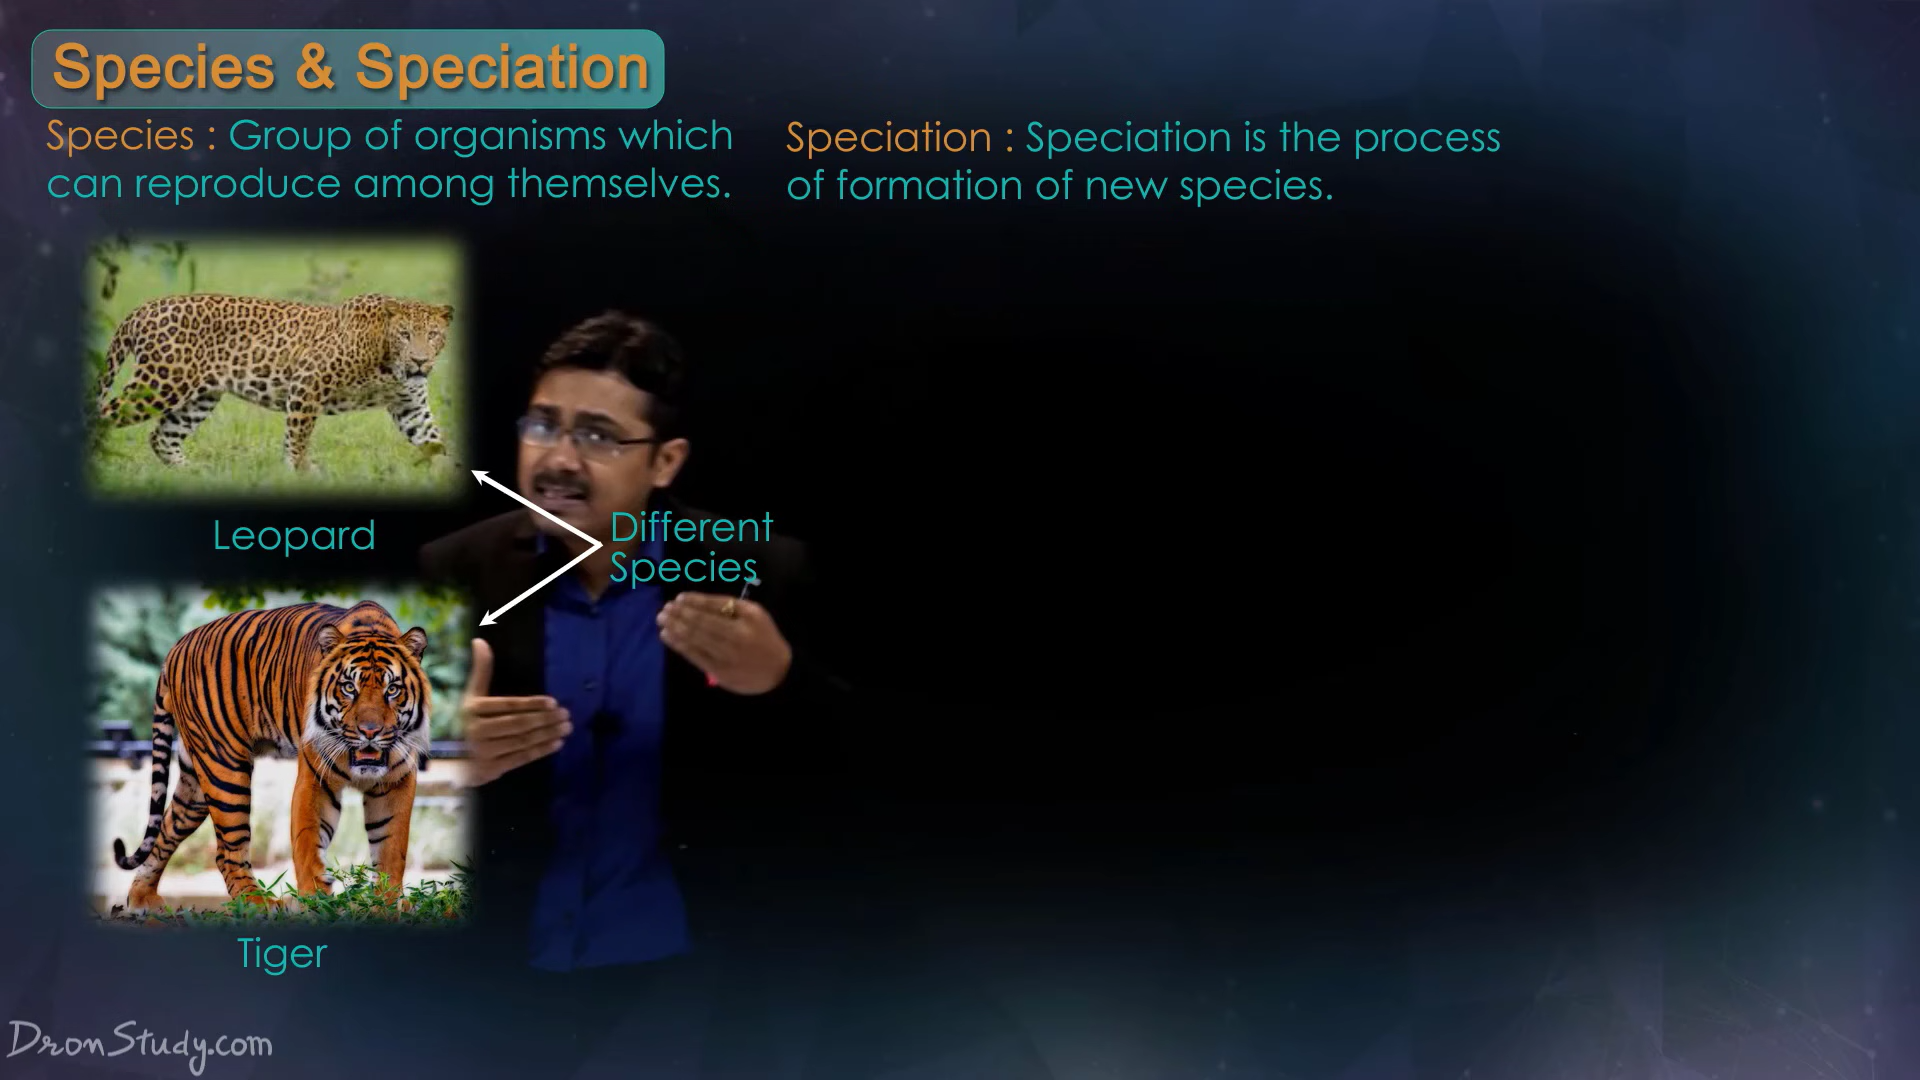 Species & Speciation
Species : Group of organisms which
can reproduce among themselves.
Speciation : Speciation is the process
of formation of new species.
Leopard
Different
Species
Tiger
DronStudy.com